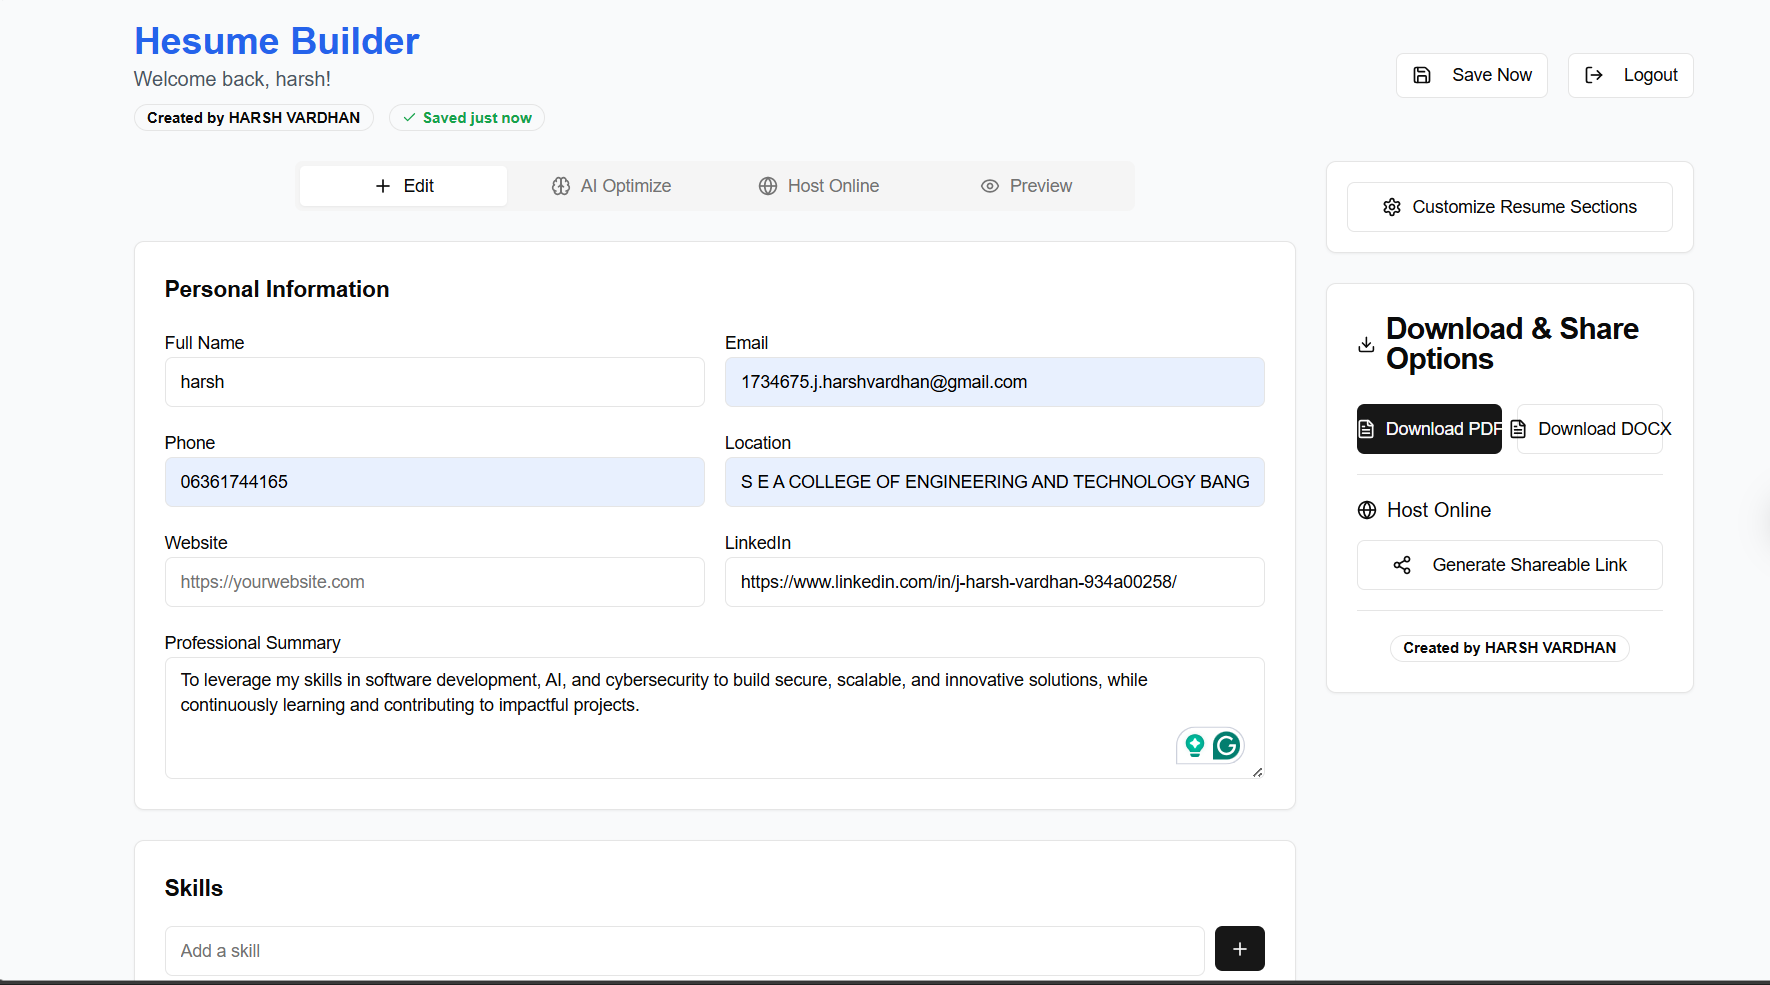 Hesume Builder
Welcome back, harsh!
Created by HARSH VARDHAN
Saved just now
Save Now
Logout
Edit
AI Optimize
Host Online
Preview
Customize Resume Sections
Personal Information
Full Name
harsh
Email
1734675.j.harshvardhan@gmail.com
Phone
06361744165
Location
S E A COLLEGE OF ENGINEERING AND TECHNOLOGY BANG
Website
https://yourwebsite.com
LinkedIn
https://www.linkedin.com/in/j-harsh-vardhan-934a00258/
Professional Summary
To leverage my skills in software development, AI, and cybersecurity to build secure, scalable, and innovative solutions, while
continuously learning and contributing to impactful projects.
Skills
Add a skill
Download & Share
Options
Download PDF
Download DOCX
Host Online
Generate Shareable Link
Created by HARSH VARDHAN